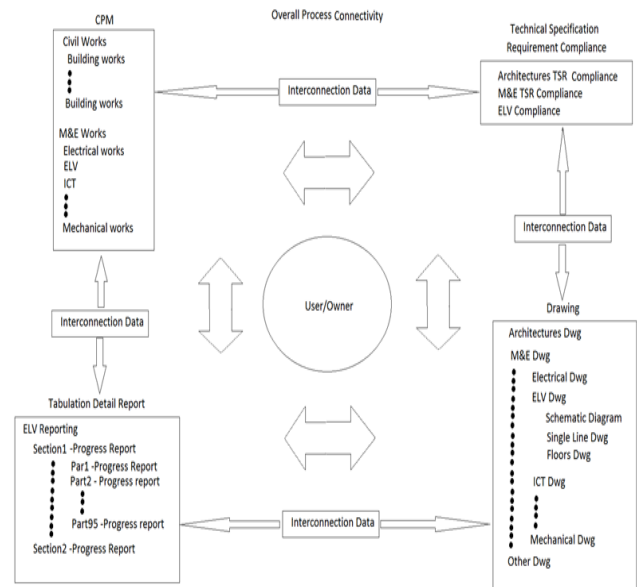 Overall Process Connectivity
CPM
Civil Works
Building works
Building works
M&E Works
Electrical works
ELV
ICT
Mechanical works
Interconnection Data
Technical Specification
Requirement Compliance
Architectures TSR Compliance
M&E TSR Compliance
ELV Compliance
Interconnection Data
User/Owner
Interconnection Data
Tabulation Detail Report
ELV Reporting
Section1 -Progress Report
Par1 -Progress Report
Part2 - Progress report
Part95 -Progress report
Section2 -Progress Report
Interconnection Data
Drawing
Architectures Dwg
M&E Dwg
Electrical Dwg
ELV Dwg
Schematic Diagram
Single Line Dwg
Floors Dwg
ICT Dwg
Mechanical Dwg
Other Dwg
Interconnection Data